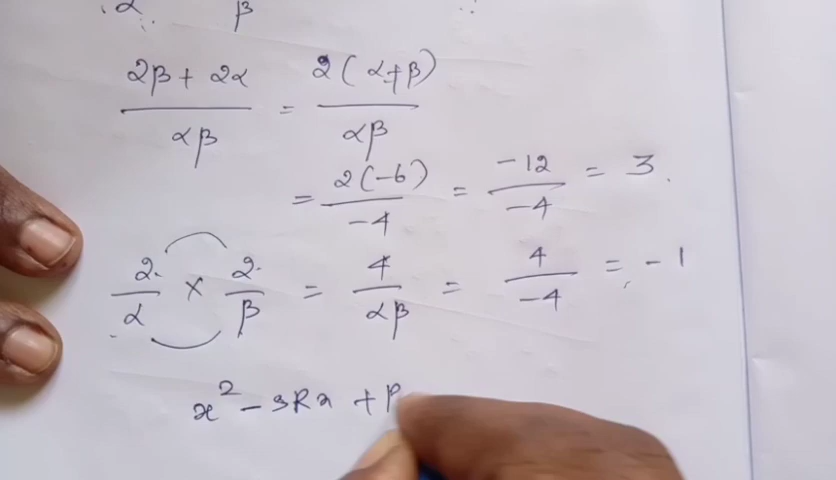 α β
2β + 2α / αβ = 2(α+β) / αβ
= 2(-6) / -4 = -12 / -4 = 3.
2/α × 2/β = 4/αβ = 4/-4 = -1
x² - SRx + P